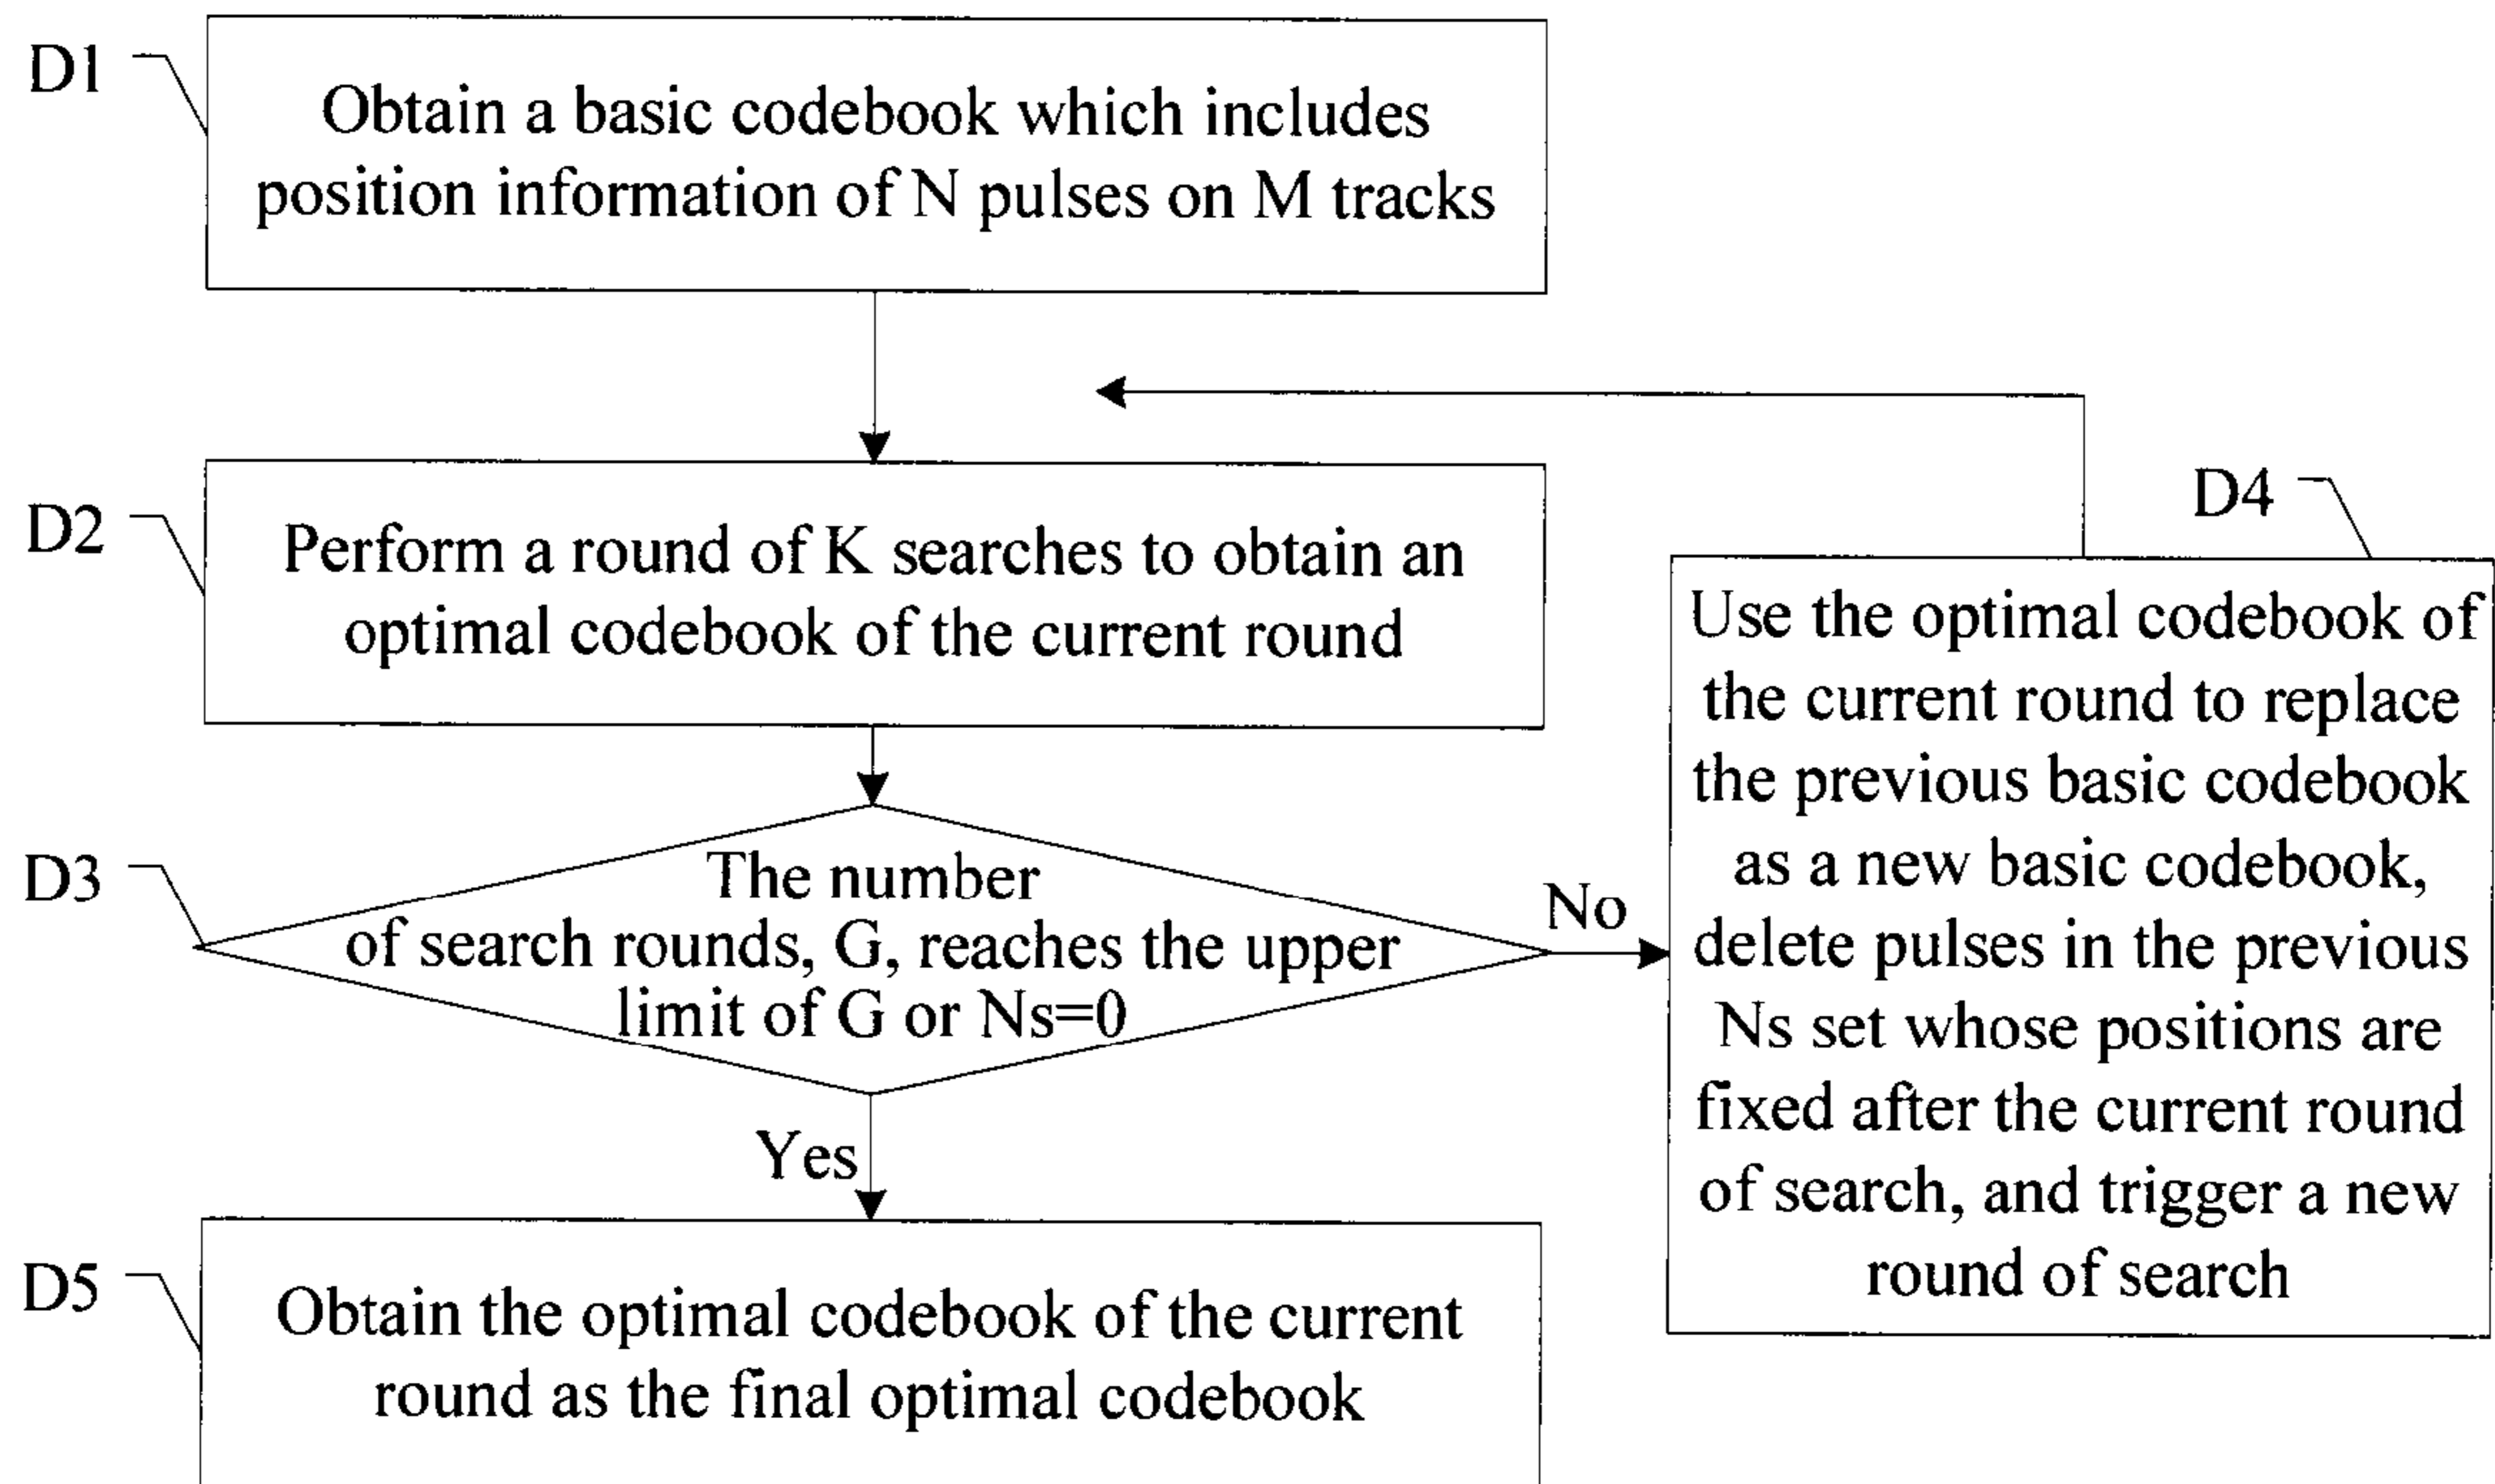 D1
Obtain a basic codebook which includes
position information of N pulses on M tracks
D2
Perform a round of K searches to obtain an
optimal codebook of the current round
D3
The number
of search rounds, G, reaches the upper
limit of G or Ns=0
No
D4
Use the optimal codebook of
the current round to replace
the previous basic codebook
as a new basic codebook,
delete pulses in the previous
Ns set whose positions are
fixed after the current round
of search, and trigger a new
round of search
Yes
D5
Obtain the optimal codebook of the current
round as the final optimal codebook